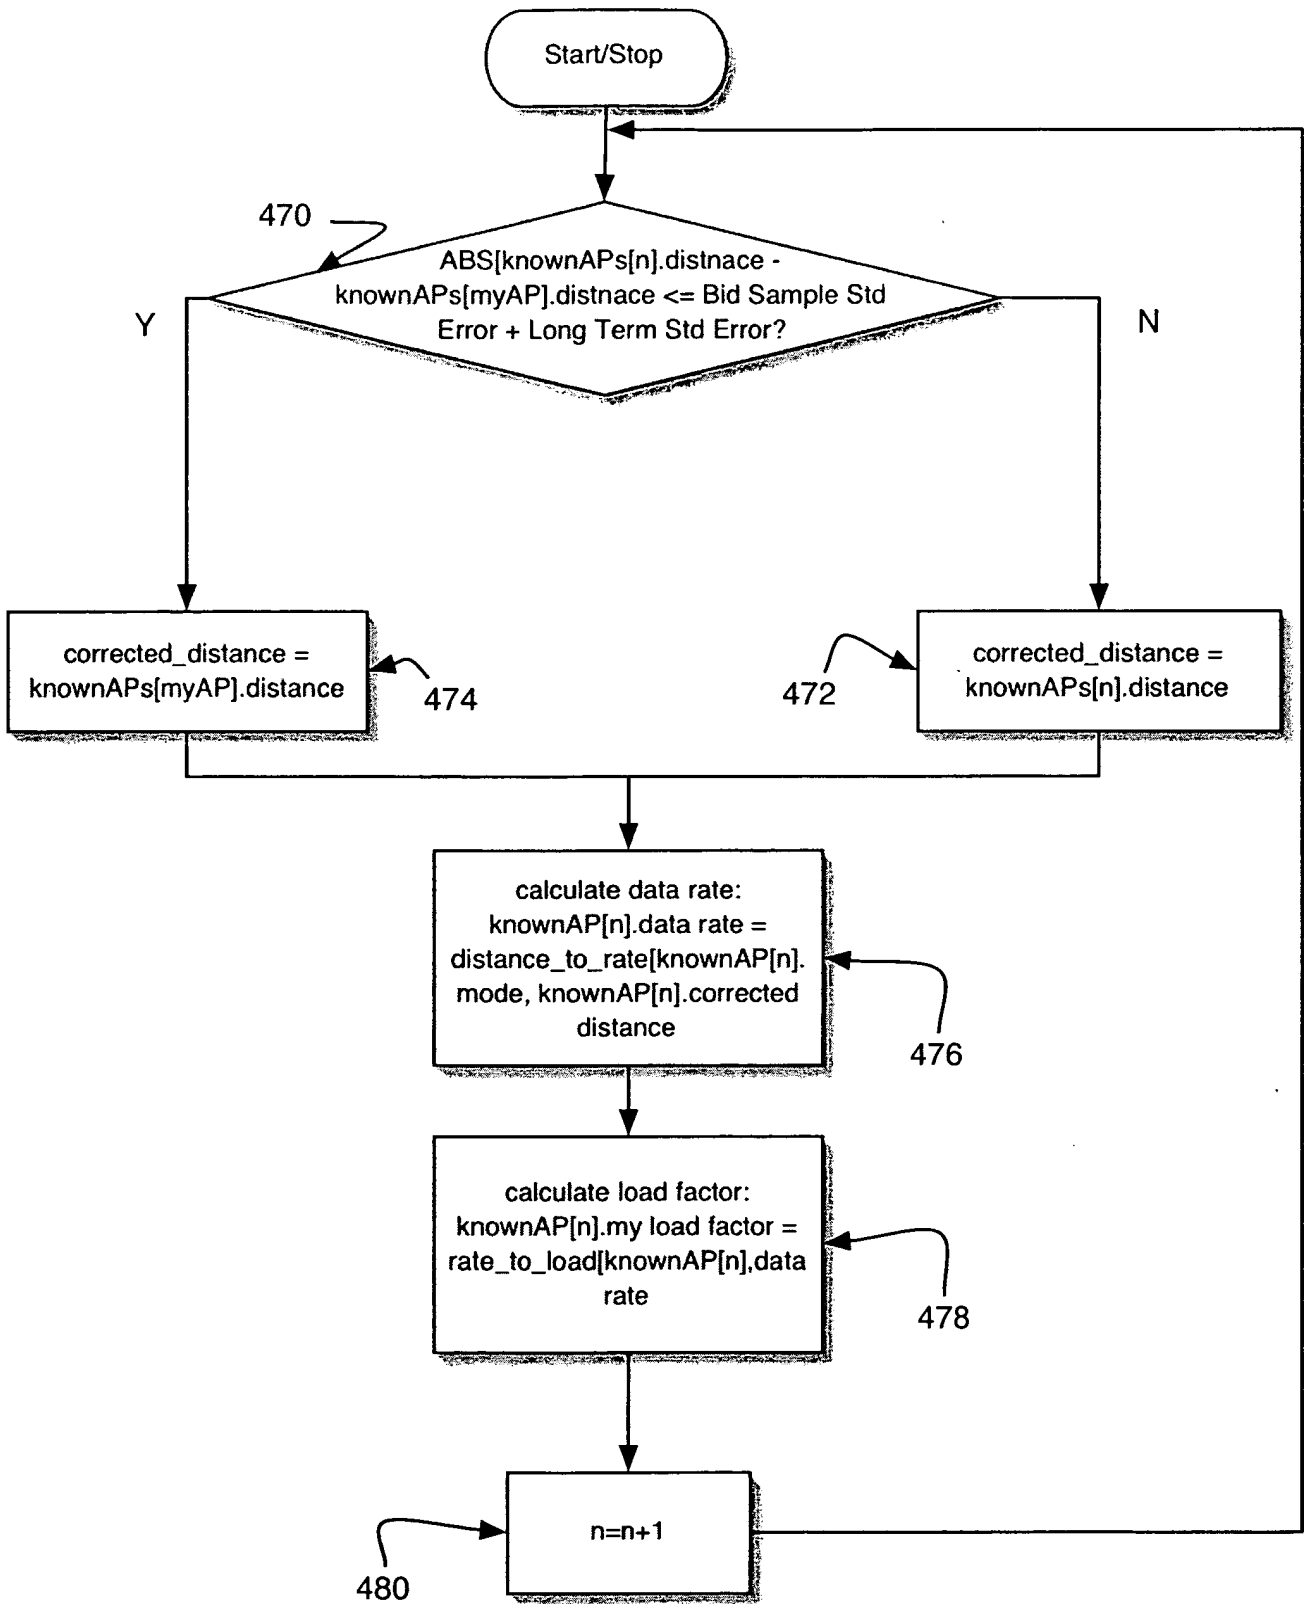 Start/Stop
470
ABS[knownAPs[n].distnace -
knownAPs[myAP].distnace <= Bid Sample Std
Error + Long Term Std Error?
Y
N
corrected_distance =
knownAPs[myAP].distance
474
472
corrected_distance =
knownAPs[n].distance
calculate data rate:
knownAP[n].data rate =
distance_to_rate[knownAP[n].
mode, knownAP[n].corrected
distance
476
calculate load factor:
knownAP[n].my load factor =
rate_to_load[knownAP[n],data
rate
478
n=n+1
480